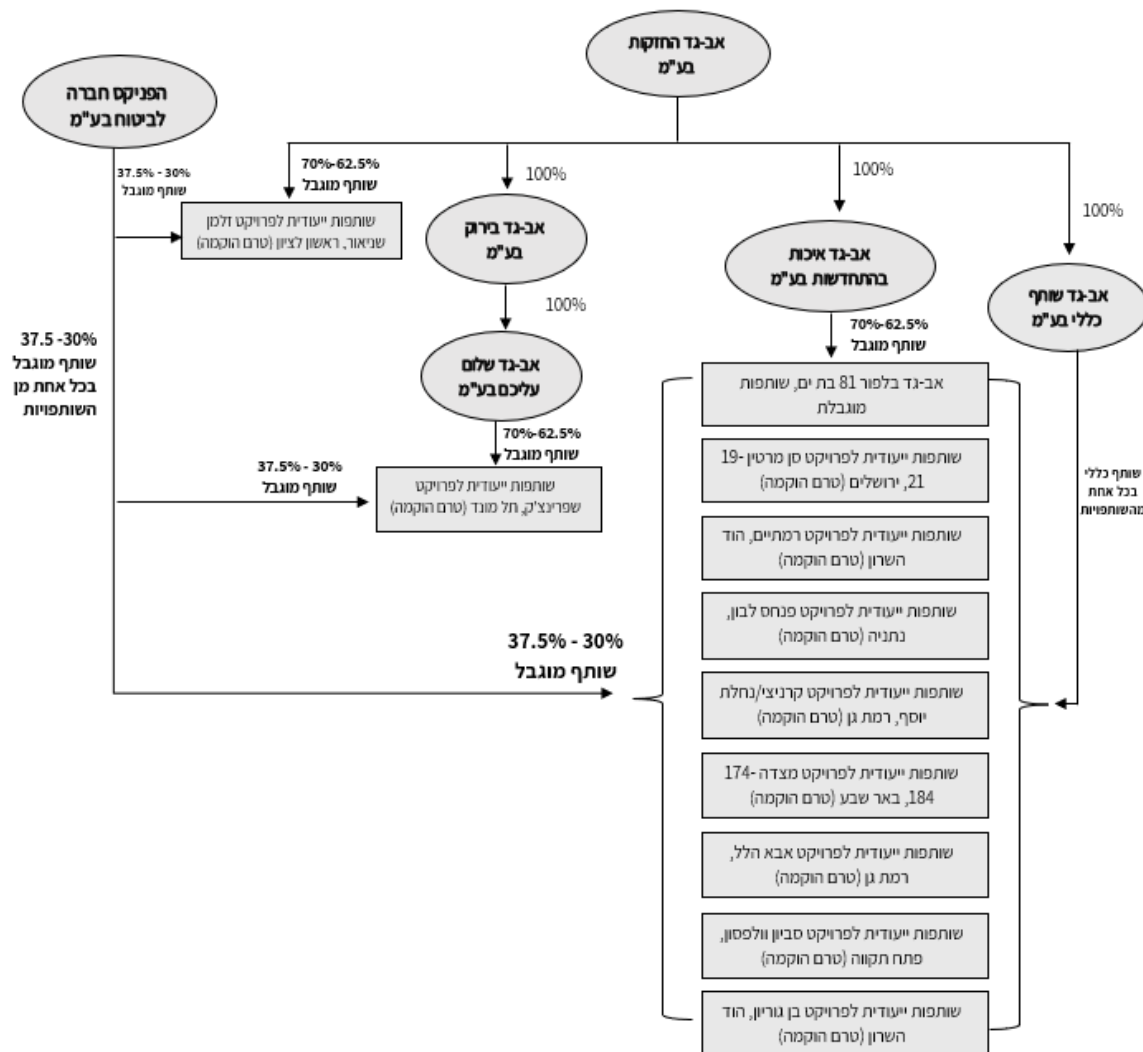 אב-גד החזקות
בע"מ
הפניקס חברה
לביטוח בע"מ
37.5% - 30%
שותף מוגבל
70%-62.5%
שותף מוגבל
100%
100%
100%
שותפות ייעודית לפרויקט זלמן
שניאור, ראשון לציון (טרם הוקמה)
אב-גד בירוק
בע"מ
אב-גד איכות
בהתחדשות בע"מ
אב-גד שותף
כללי בע"מ
100%
70%-62.5%
שותף מוגבל
37.5 -30%
שותף מוגבל
בכל אחת מן
השותפויות
אב-גד שלום
עליכם בע"מ
70%-62.5%
שותף מוגבל
37.5% - 30%
שותף מוגבל
שותפות ייעודית לפרויקט
שפרינצ'ק, תל מונד (טרם הוקמה)
אב-גד בלפור 81 בת ים, שותפות
מוגבלת
שותפות ייעודית לפרויקט סן מרטין 19-
21, ירושלים (טרם הוקמה)
שותף כללי
בכל אחת
מהשותפויות
שותפות ייעודית לפרויקט רמתיים, הוד
השרון (טרם הוקמה)
שותפות ייעודית לפרויקט פנחס לבון,
נתניה (טרם הוקמה)
37.5% - 30%
שותף מוגבל
שותפות ייעודית לפרויקט קרניצי/נחלת
יוסף, רמת גן (טרם הוקמה)
שותפות ייעודית לפרויקט מצדה 174-
184, באר שבע (טרם הוקמה)
שותפות ייעודית לפרויקט אבא הלל,
רמת גן (טרם הוקמה)
שותפות ייעודית לפרויקט סביון וולפסון,
פתח תקווה (טרם הוקמה)
שותפות ייעודית לפרויקט בן גוריון, הוד
השרון (טרם הוקמה)